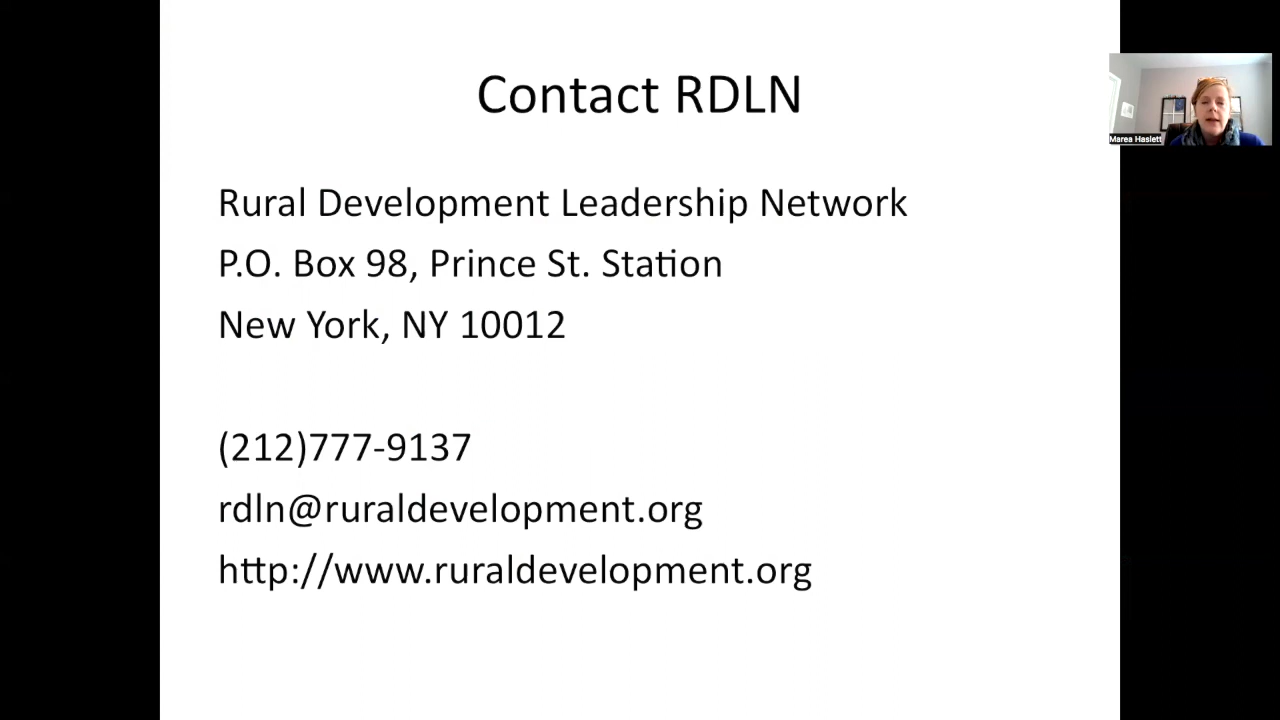 Contact RDLN
Marea Haslett
Rural Development Leadership Network
P.O. Box 98, Prince St. Station
New York, NY 10012
(212)777-9137
rdln@ruraldevelopment.org
http://www.ruraldevelopment.org